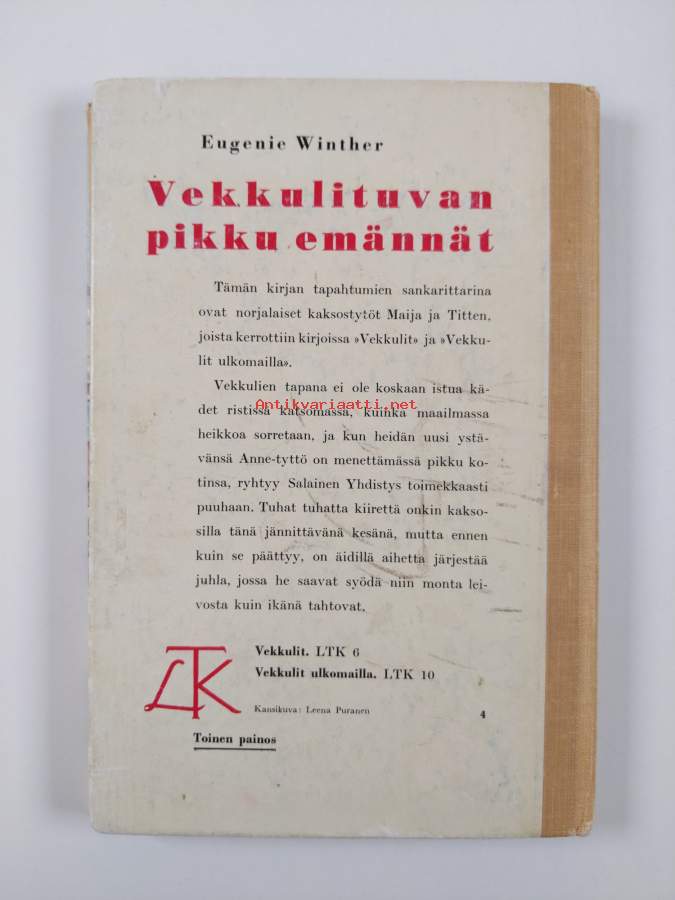 Eugenie Winther
Vekkulituvan
pikku emännät
Tämän kirjan tapahtumien sankarittarina
ovat norjalaiset kaksostytöt Maija ja Titten,
joista kerrottiin kirjoissa »Vekkulit» ja »Vekku-
lit ulkomailla».
Vekkulien tapana ei ole koskaan istua kä-
det ristissä katsomassa, kuinka maailmassa
Antikvariaatti.net
heikkoa sorretaan, ja kun heidän uusi ystä-
vänsä Anne-tyttö on menettämässä pikku ko-
tinsa, ryhtyy Salainen Yhdistys toimekkaasti
puuhaan. Tuhat tuhatta kiirettä onkin kakso-
silla tänä jännittävänä kesänä, mutta ennen
kuin se päättyy, on äidillä aihetta järjestää
juhla, jossa he saavat syödä niin monta lei-
vosta kuin ikänä tahtovat.
LTK
Vekkulit. LTK 6
Vekkulit ulkomailla. LTK 10
Kansikuva: Leena Puranen
4
Toinen painos